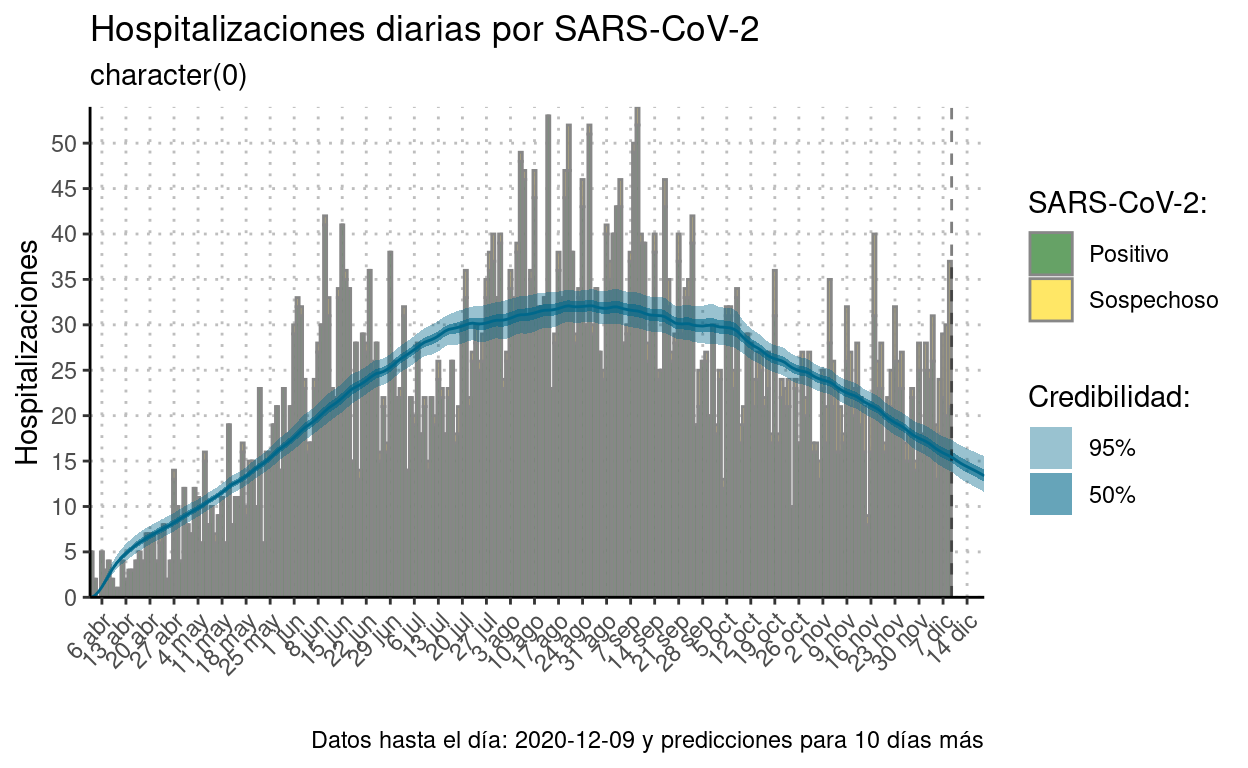 Hospitalizaciones diarias por SARS-CoV-2
character(0)
Hospitalizaciones
50
45
40
35
30
25
20
15
10
5
0
6 abr
13 abr
20 abr
27 abr
4 may
11 may
18 may
25 may
1 jun
8 jun
15 jun
22 jun
29 jun
6 jul
13 jul
20 jul
27 jul
3 ago
10 ago
17 ago
24 ago
31 ago
7 sep
14 sep
21 sep
28 sep
5 oct
12 oct
19 oct
26 oct
2 nov
9 nov
16 nov
23 nov
30 nov
7 dic
14 dic
SARS-CoV-2:
Positivo
Sospechoso
Credibilidad:
95%
50%
Datos hasta el día: 2020-12-09 y predicciones para 10 días más